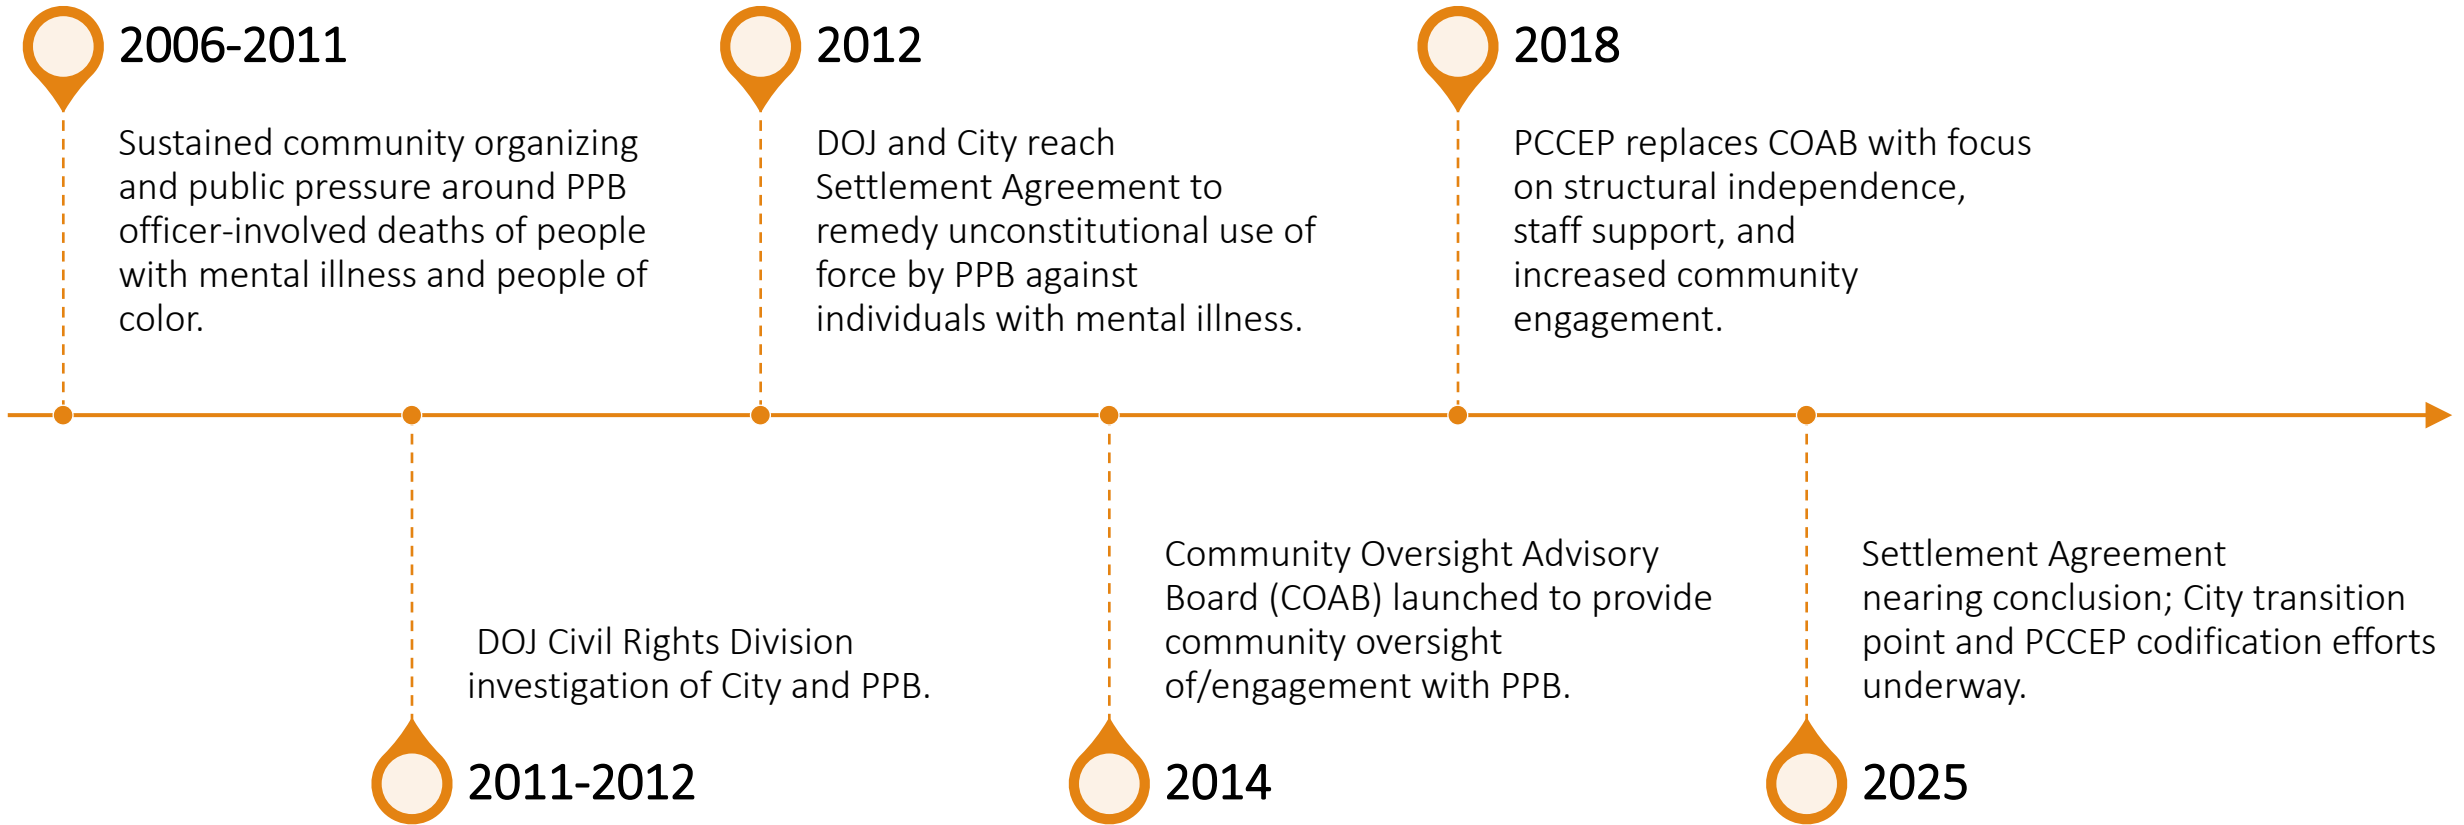 2006-2011
Sustained community organizing
and public pressure around PPB
officer-involved deaths of people
with mental illness and people of
color.
DOJ Civil Rights Division
investigation of City and PPB.
2011-2012
2012
DOJ and City reach
Settlement Agreement to
remedy unconstitutional use of
force by PPB against
individuals with mental illness.
Community Oversight Advisory
Board (COAB) launched to provide
community oversight
of/engagement with PPB.
2014
2018
PCCEP replaces COAB with focus
on structural independence,
staff support, and
increased community
engagement.
Settlement Agreement
nearing conclusion; City transition
point and PCCEP codification efforts
underway.
2025